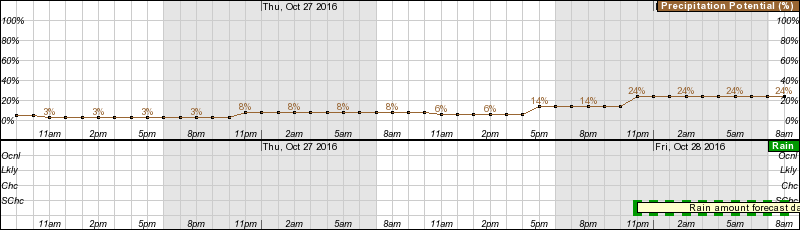 Thu, Oct 27 2016
Precipitation Potential (%)
100% 100%
80% 80%
60% 60%
40% 40%
20% 20%
0% 0%
3% 3% 3% 3% 8% 8% 8% 8% 6% 6% 14% 14% 24% 24% 24% 24%
11am 2pm 5pm 8pm 11pm 2am 5am 8am 11am 2pm 5pm 8pm 11pm 2am 5am 8am
Thu, Oct 27 2016 Fri, Oct 28 2016 Rain
Ocnl Ocnl
Lkly Lkly
Chc Chc
SChc SChc
Rain amount forecast da
11am 2pm 5pm 8pm 11pm 2am 5am 8am 11am 2pm 5pm 8pm 11pm 2am 5am 8am